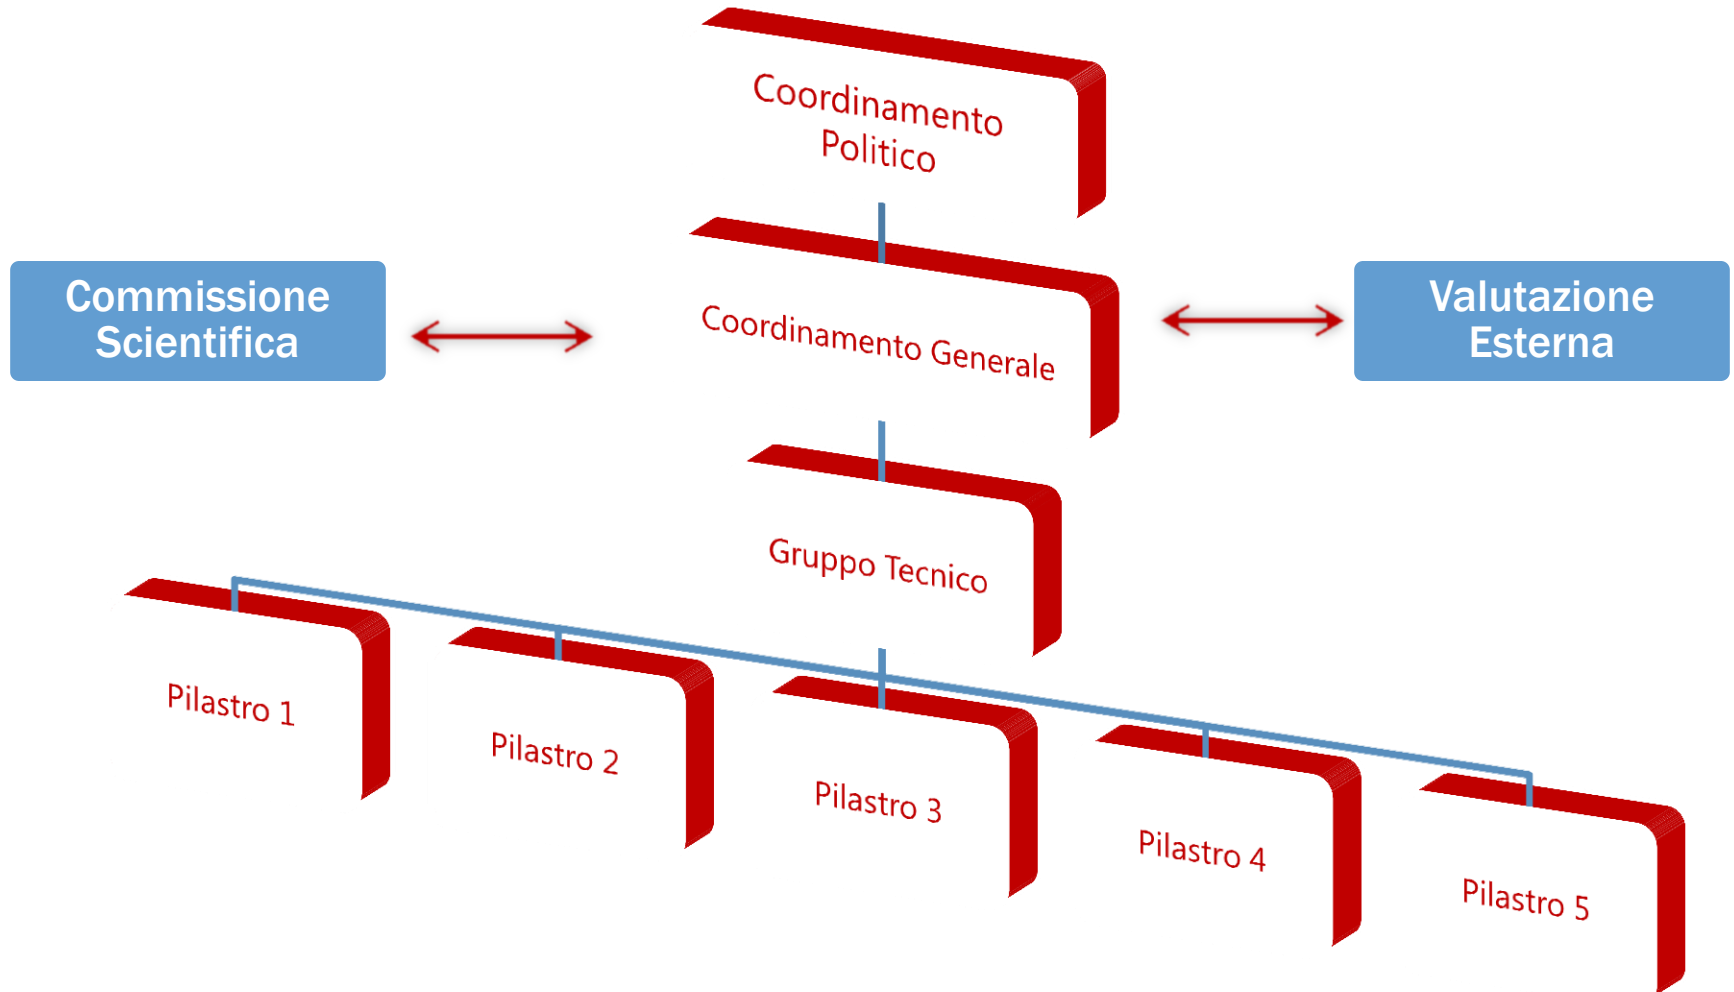 Coordinamento
Politico
Commissione
Scientifica
Coordinamento Generale
Valutazione
Esterna
Gruppo Tecnico
Pilastro 1
Pilastro 2
Pilastro 3
Pilastro 4
Pilastro 5